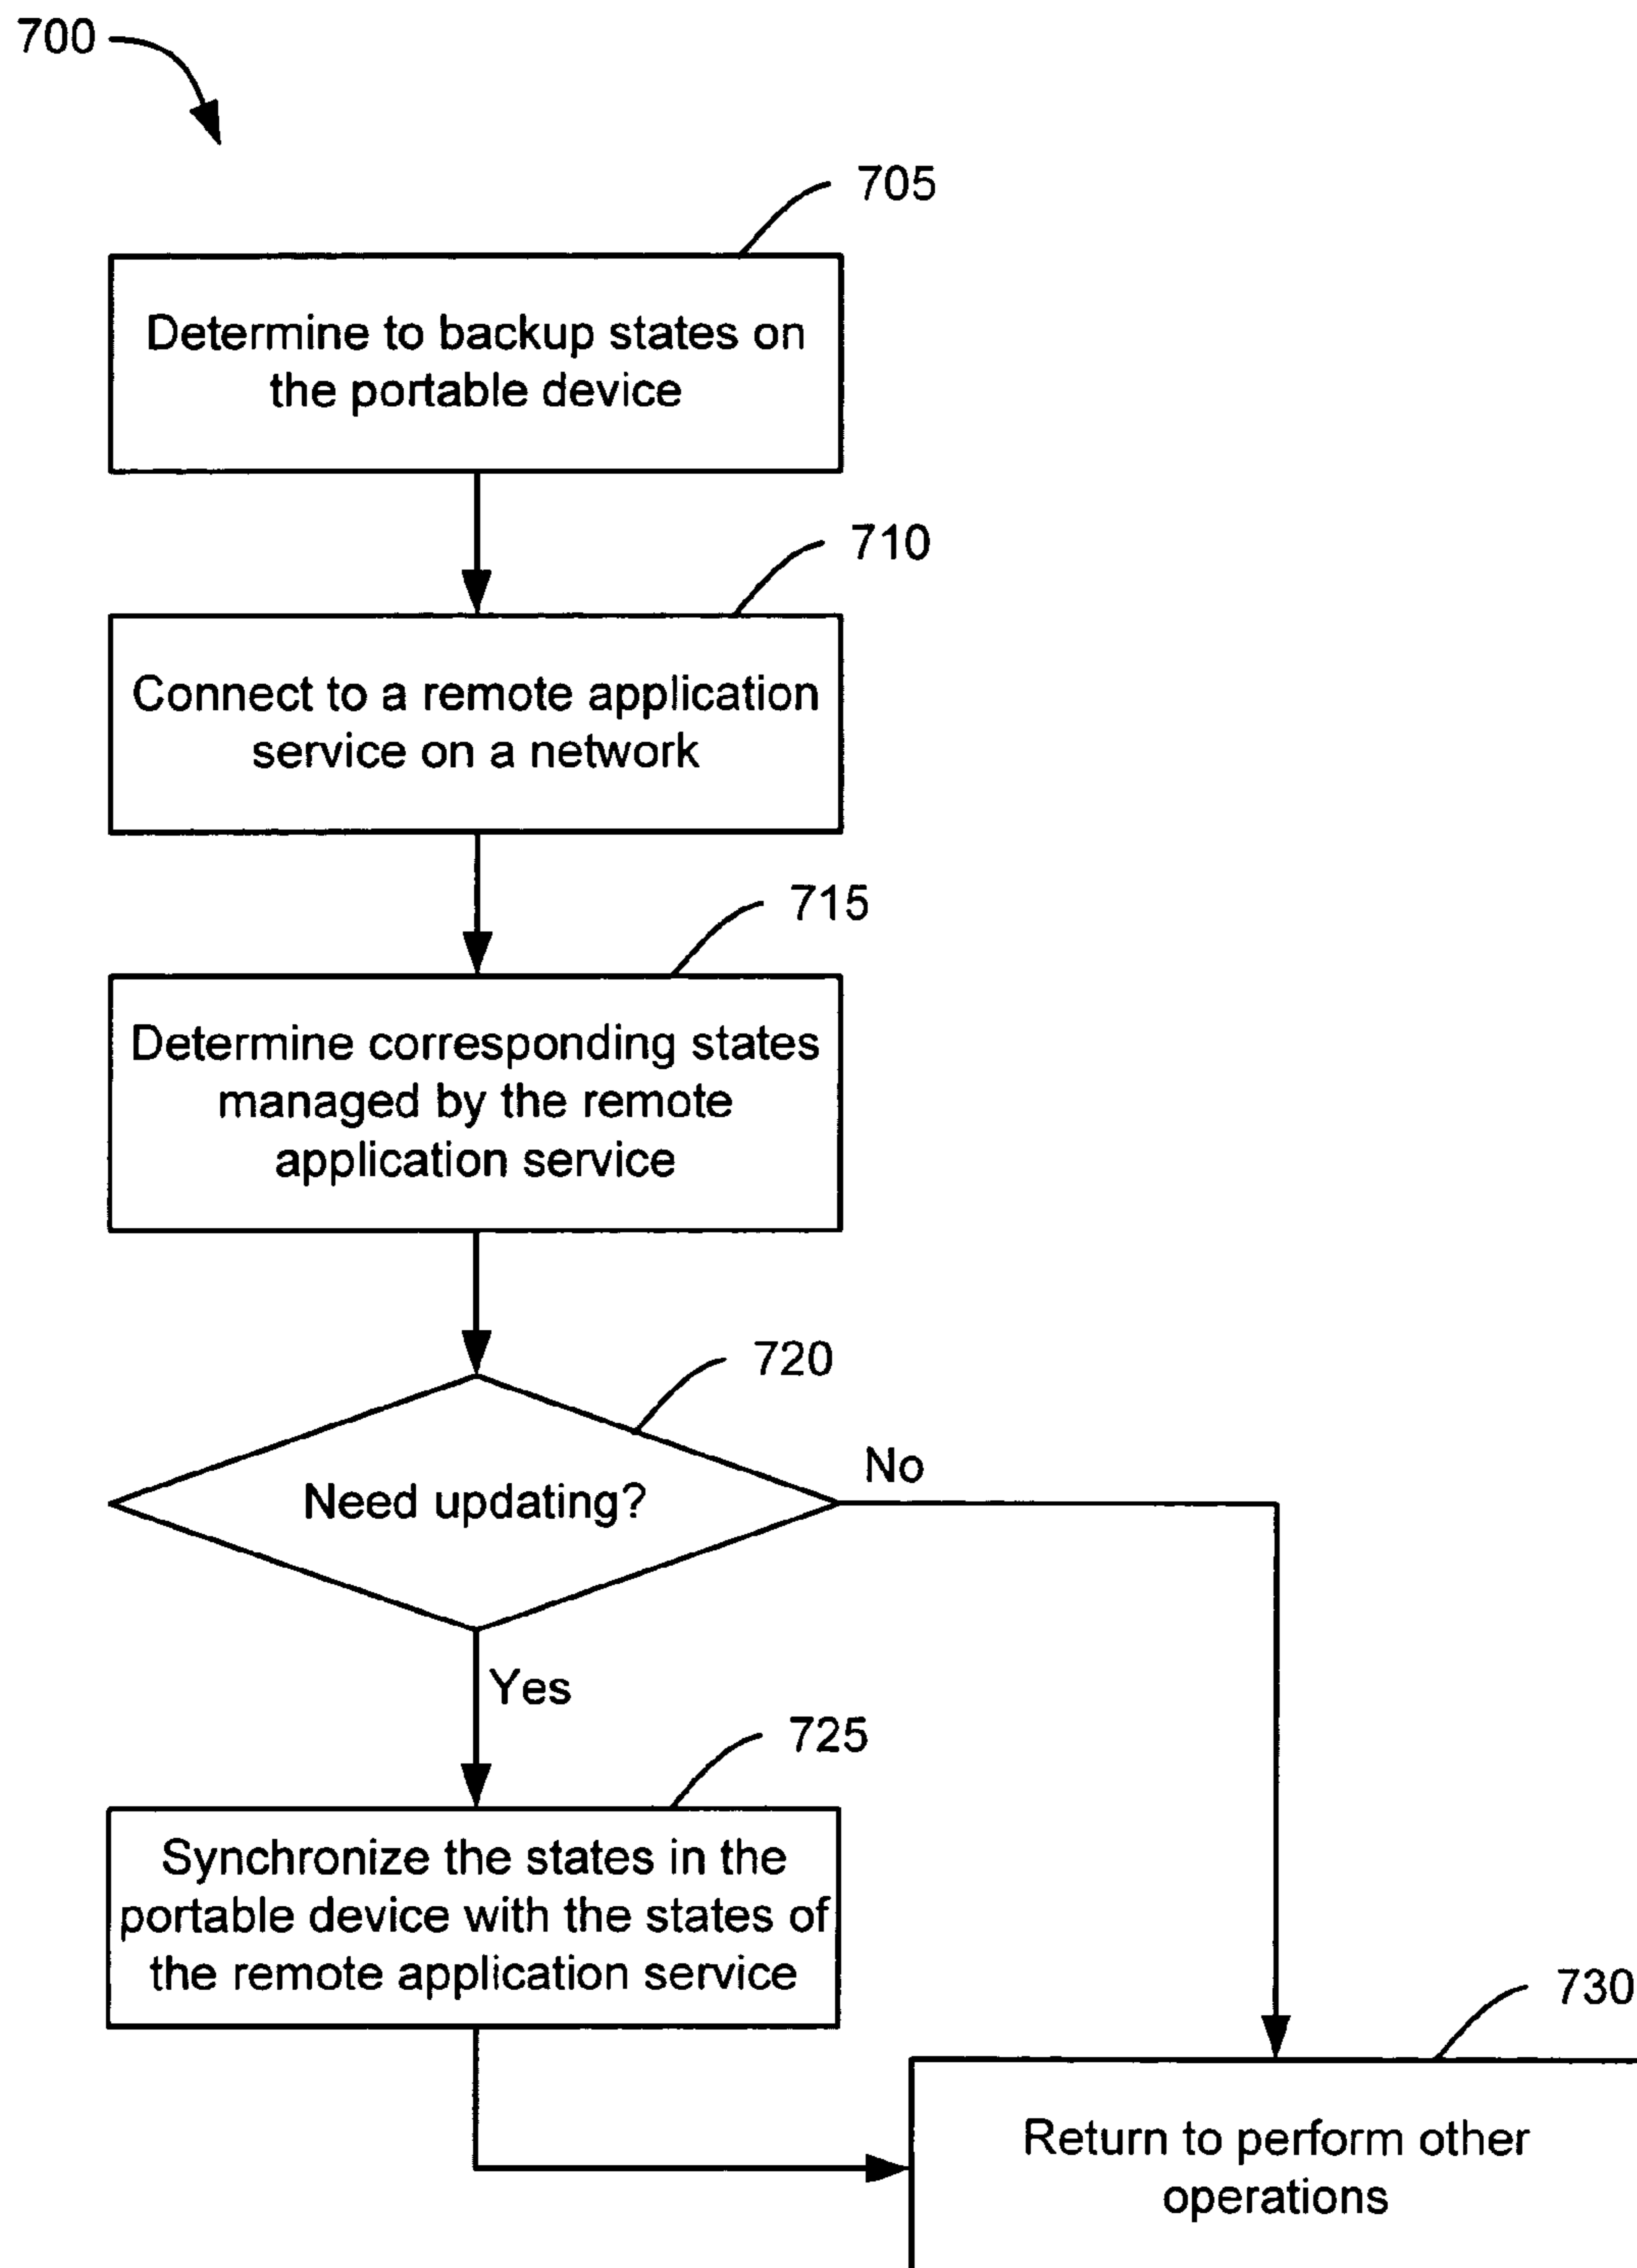 700
705
Determine to backup states on
the portable device
710
Connect to a remote application
service on a network
715
Determine corresponding states
managed by the remote
application service
720
Need updating?
No
Yes
725
Synchronize the states in the
portable device with the states of
the remote application service
730
Return to perform other
operations